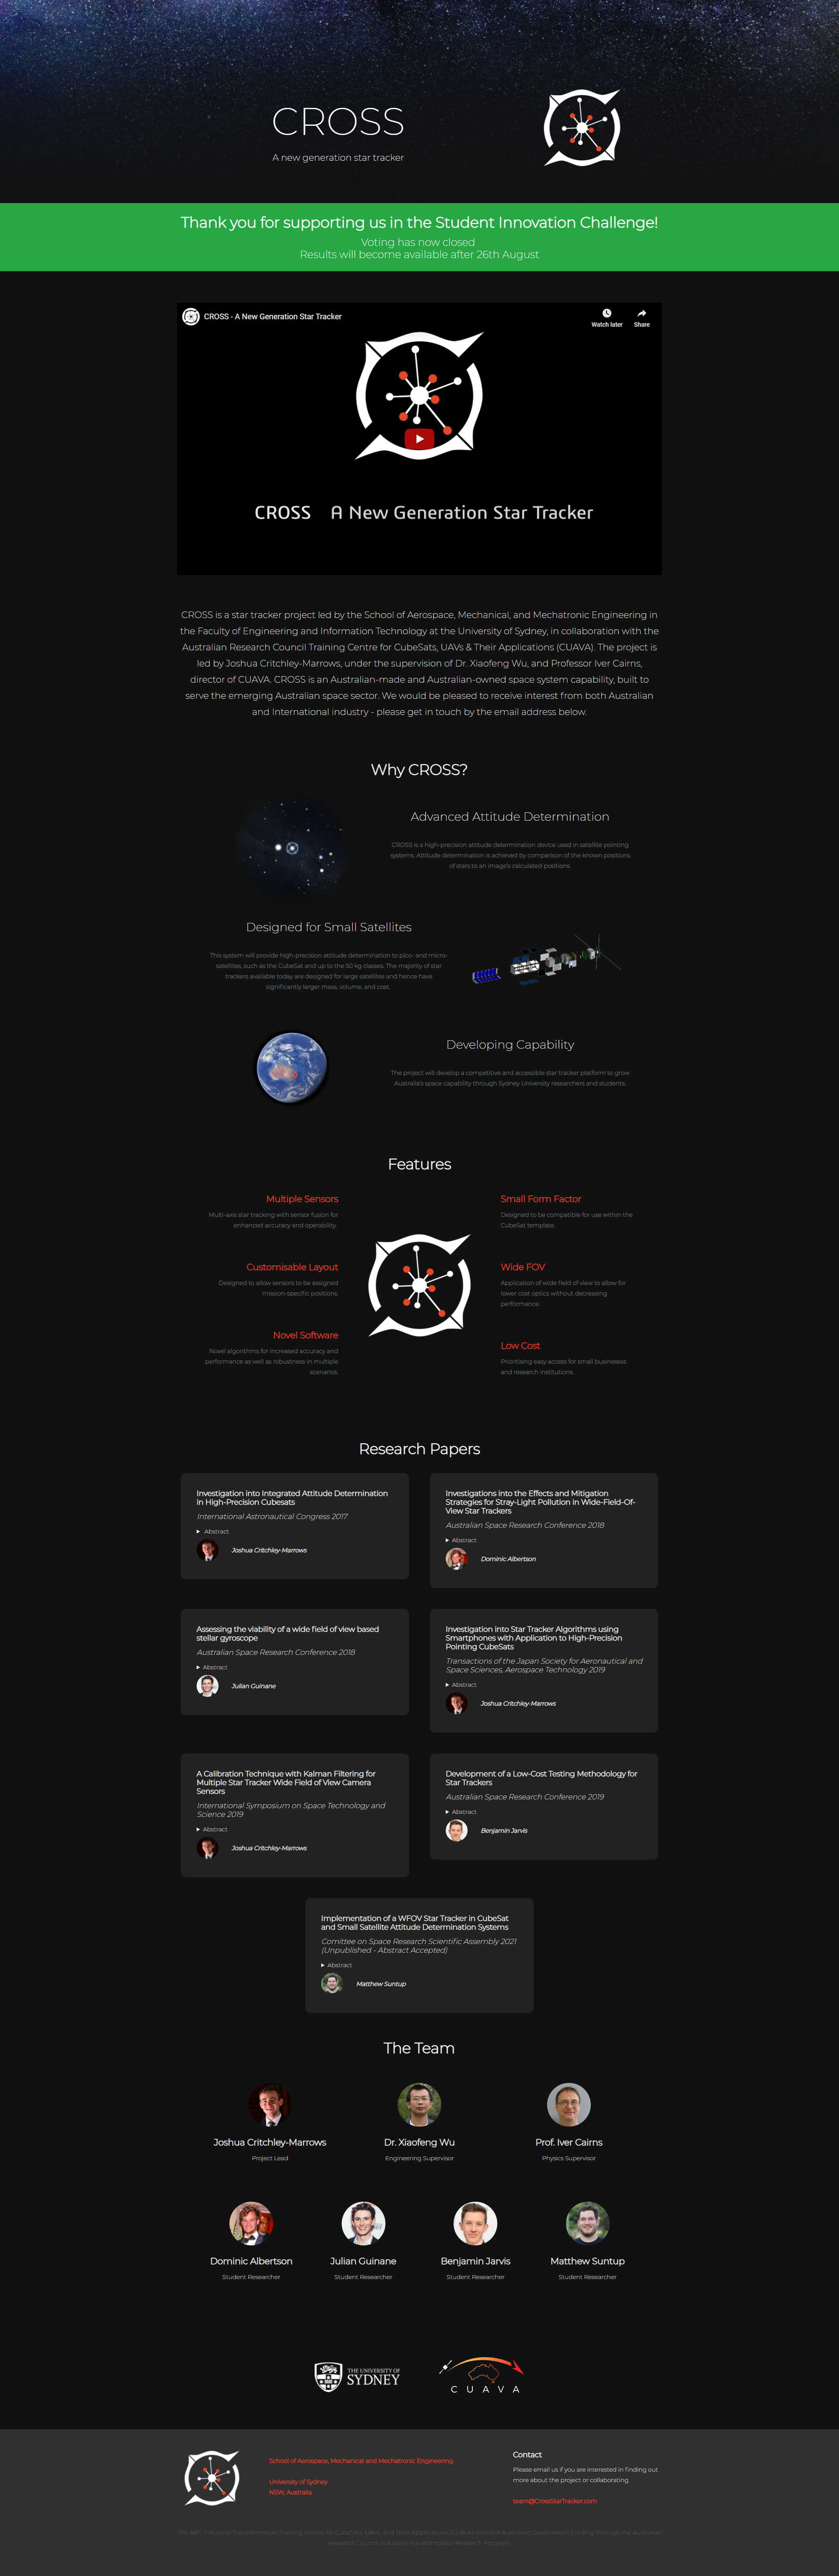 CROSS
A new generation star tracker
Thank you for supporting us in the Student Innovation Challenge!
Voting has now closed
Results will become available after 26th August
CROSS - A New Generation Star Tracker
Watch later
Share
CROSS A New Generation Star Tracker
CROSS is a star tracker project led by the School of Aerospace, Mechanical, and Mechatronic Engineering in
the Faculty of Engineering and Information Technology at the University of Sydney, in collaboration with the
Australian Research Council Training Centre for CubeSats, UAVs & Their Applications (CUAVA). The project is
led by Joshua Critchley-Marrows, under the supervision of Dr. Xiaofeng Wu, and Professor Iver Cairns,
director of CUAVA. CROSS is an Australian-made and Australian-owned space system capability, built to
serve the emerging Australian space sector. We would be pleased to receive interest from both Australian
and International industry - please get in touch by the email address below.
Why CROSS?
Advanced Attitude Determination
CROSS is a high-precision attitude determination device used in satellite pointing
systems. Attitude determination is achieved by comparison of the known positions
of stars to an image's calculated positions.
Designed for Small Satellites
This system will provide high-precision attitude determination to pico- and micro-
satellites, such as the CubeSat and up to the 50 kg classes. The majority of star
trackers available today are designed for large satellites and hence have
significantly larger mass, volume, and cost.
Developing Capability
The project will develop a competitive and accessible star tracker platform to grow
Australia's space capability through Sydney University researchers and students.
Features
Multiple Sensors
Multi-axis star tracking with sensor fusion for
enhanced accuracy and operability.
Customisable Layout
Designed to allow sensors to be assigned
mission-specific positions.
Novel Software
Novel algorithms for increased accuracy and
performance as well as robustness in multiple
scenarios.
Small Form Factor
Designed to be compatible for use within the
CubeSat template.
Wide FOV
Application of wide field of view to allow for
lower cost optics without decreasing
performance.
Low Cost
Prioritising easy access for small businesses
and research institutions.
Research Papers
Investigation into Integrated Attitude Determination
in High-Precision Cubesats
International Astronautical Congress 2017
Abstract
Joshua Critchley-Marrows
Investigations into the Effects and Mitigation
Strategies for Stray-Light Pollution in Wide-Field-Of-
View Star Trackers
Australian Space Research Conference 2018
Abstract
Dominic Albertson
Assessing the viability of a wide field of view based
stellar gyroscope
Australian Space Research Conference 2018
Abstract
Julian Guinane
Investigation into Star Tracker Algorithms using
Smartphones with Application to High-Precision
Pointing CubeSats
Transactions of the Japan Society for Aeronautical and
Space Sciences, Aerospace Technology 2019
Abstract
Joshua Critchley-Marrows
A Calibration Technique with Kalman Filtering for
Multiple Star Tracker Wide Field of View Camera
Sensors
International Symposium on Space Technology and
Science 2019
Abstract
Joshua Critchley-Marrows
Development of a Low-Cost Testing Methodology for
Star Trackers
Australian Space Research Conference 2019
Abstract
Benjamin Jarvis
Implementation of a WFOV Star Tracker in CubeSat
and Small Satellite Attitude Determination Systems
Comittee on Space Research Scientific Assembly 2021
(Unpublished - Abstract Accepted)
Abstract
Matthew Suntup
The Team
Joshua Critchley-Marrows
Project Lead
Dr. Xiaofeng Wu
Engineering Supervisor
Prof. Iver Cairns
Physics Supervisor
Dominic Albertson
Student Researcher
Julian Guinane
Student Researcher
Benjamin Jarvis
Student Researcher
Matthew Suntup
Student Researcher
THE UNIVERSITY OF
SYDNEY
CUAVA
School of Aerospace, Mechanical and Mechatronic Engineering
University of Sydney
NSW, Australia
Contact
Please email us if you are interested in finding out
more about the project or collaborating
team@CrossStarTracker.com
The ARC Industrial Transformation Training Centre for CubeSats, UAVs, and Their Applications (CUAVA) received Australian Government funding through the Australian
Research Council Industrial Transformation Research Program